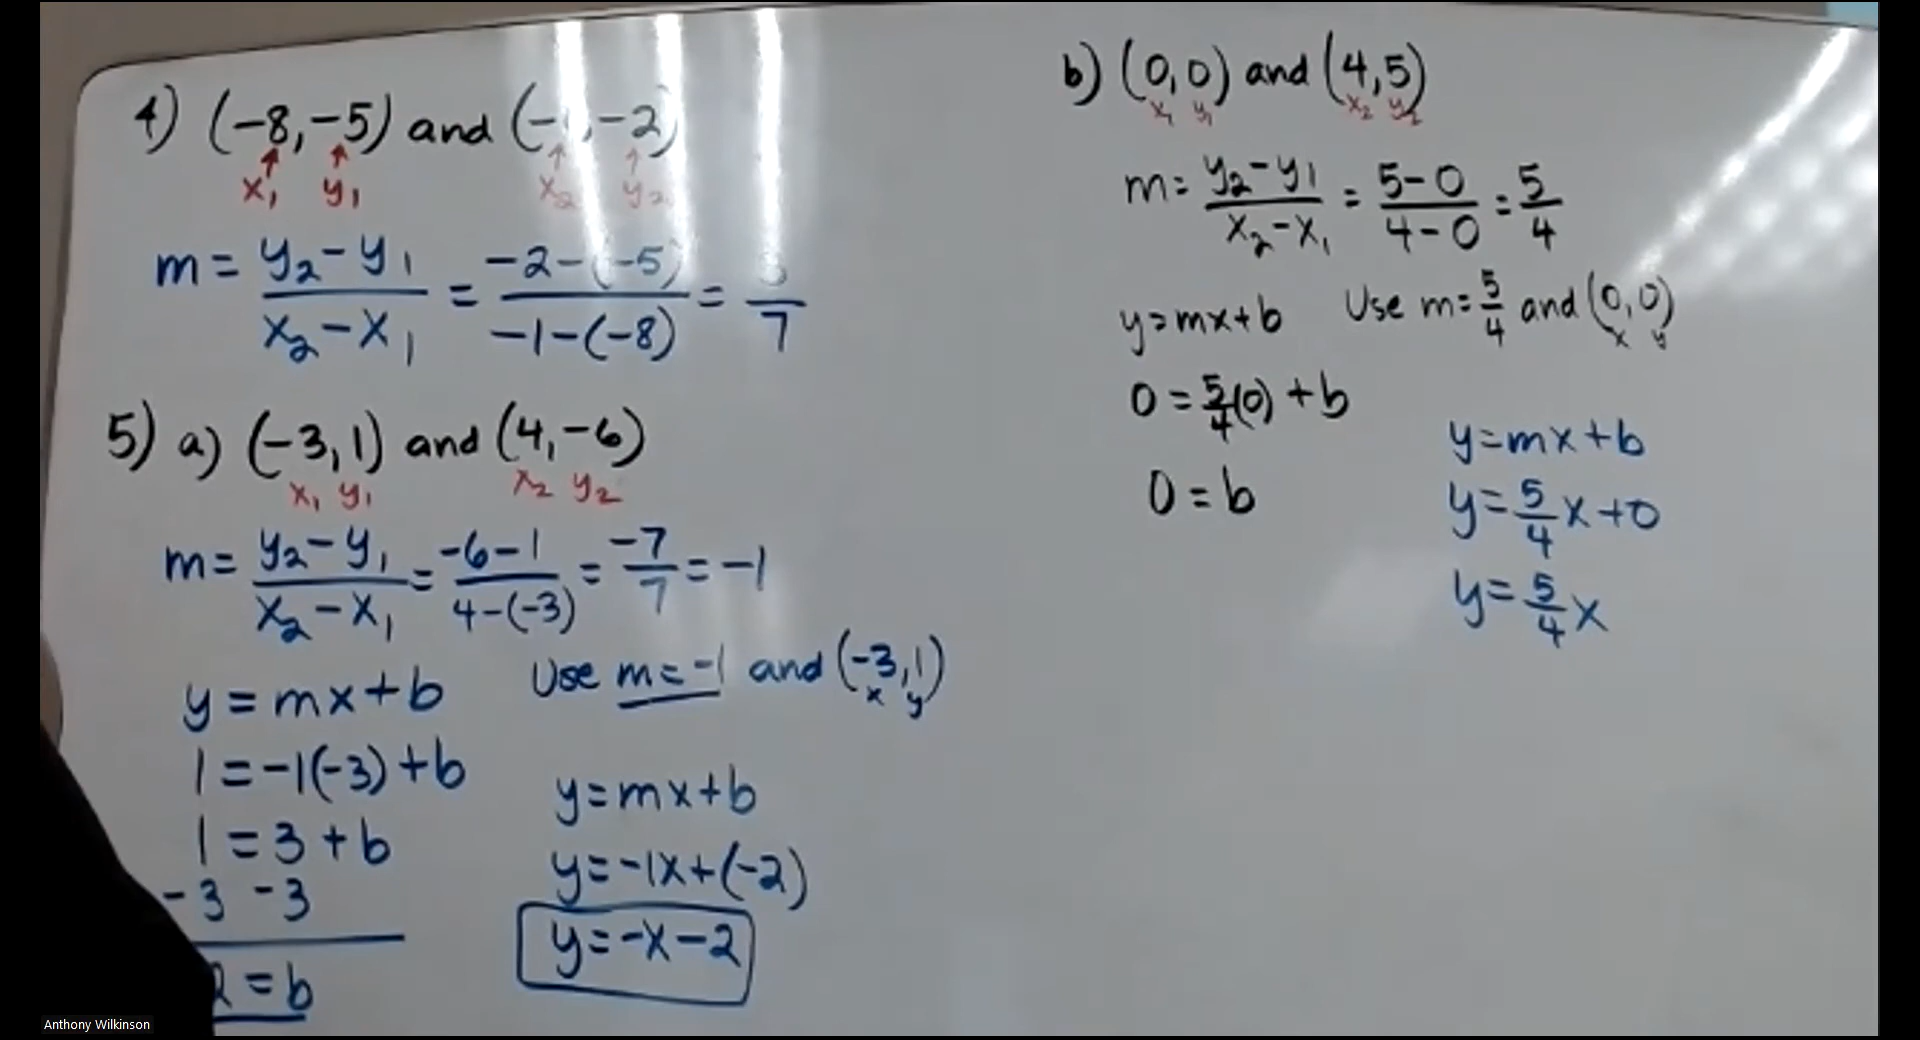 4) (-8,-5) and (- ,-2)
x₁ y₁ x₂ y₂
m = y₂-y₁/x₂-x₁ = -2-(-5)/-1-(-8) = 3/7
5) a) (-3,1) and (4,-6)
x₁ y₁ x₂ y₂
m = y₂-y₁/x₂-x₁ = -6-1/4-(-3) = -7/7 = -1
y = mx+b Use m = -1 and (-3,1)
x y
1 = -1(-3)+b
1 = 3+b
-3 -3
2 = b
y = mx+b
y = -1x+(-2)
y = -x-2
b) (0,0) and (4,5)
x₁ y₁ x₂ y₂
m = y₂-y₁/x₂-x₁ = 5-0/4-0 = 5/4
y = mx+b Use m = 5/4 and (0,0)
x y
0 = 5/4(0)+b
0 = b
y = mx+b
y = 5/4x+0
y = 5/4x
Anthony Wilkinson